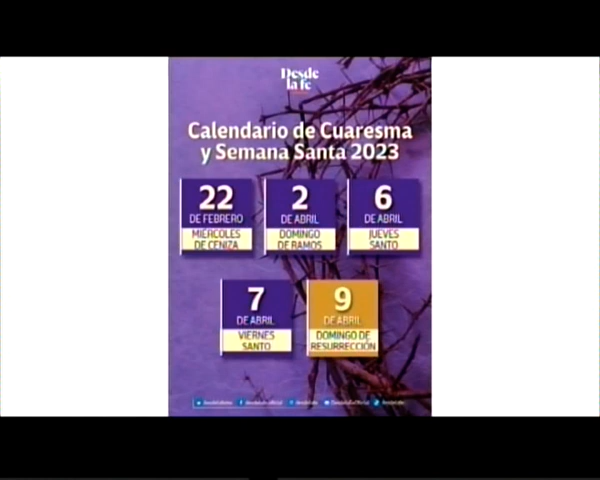 Desde
la fe
Calendario de Cuaresma
y Semana Santa 2023
22
DE FEBRERO
MIÉRCOLES
DE CENIZA
2
DE ABRIL
DOMINGO
DE RAMOS
6
DE ABRIL
JUEVES
SANTO
7
DE ABRIL
VIERNES
SANTO
9
DE ABRIL
DOMINGO DE
RESURRECCIÓN